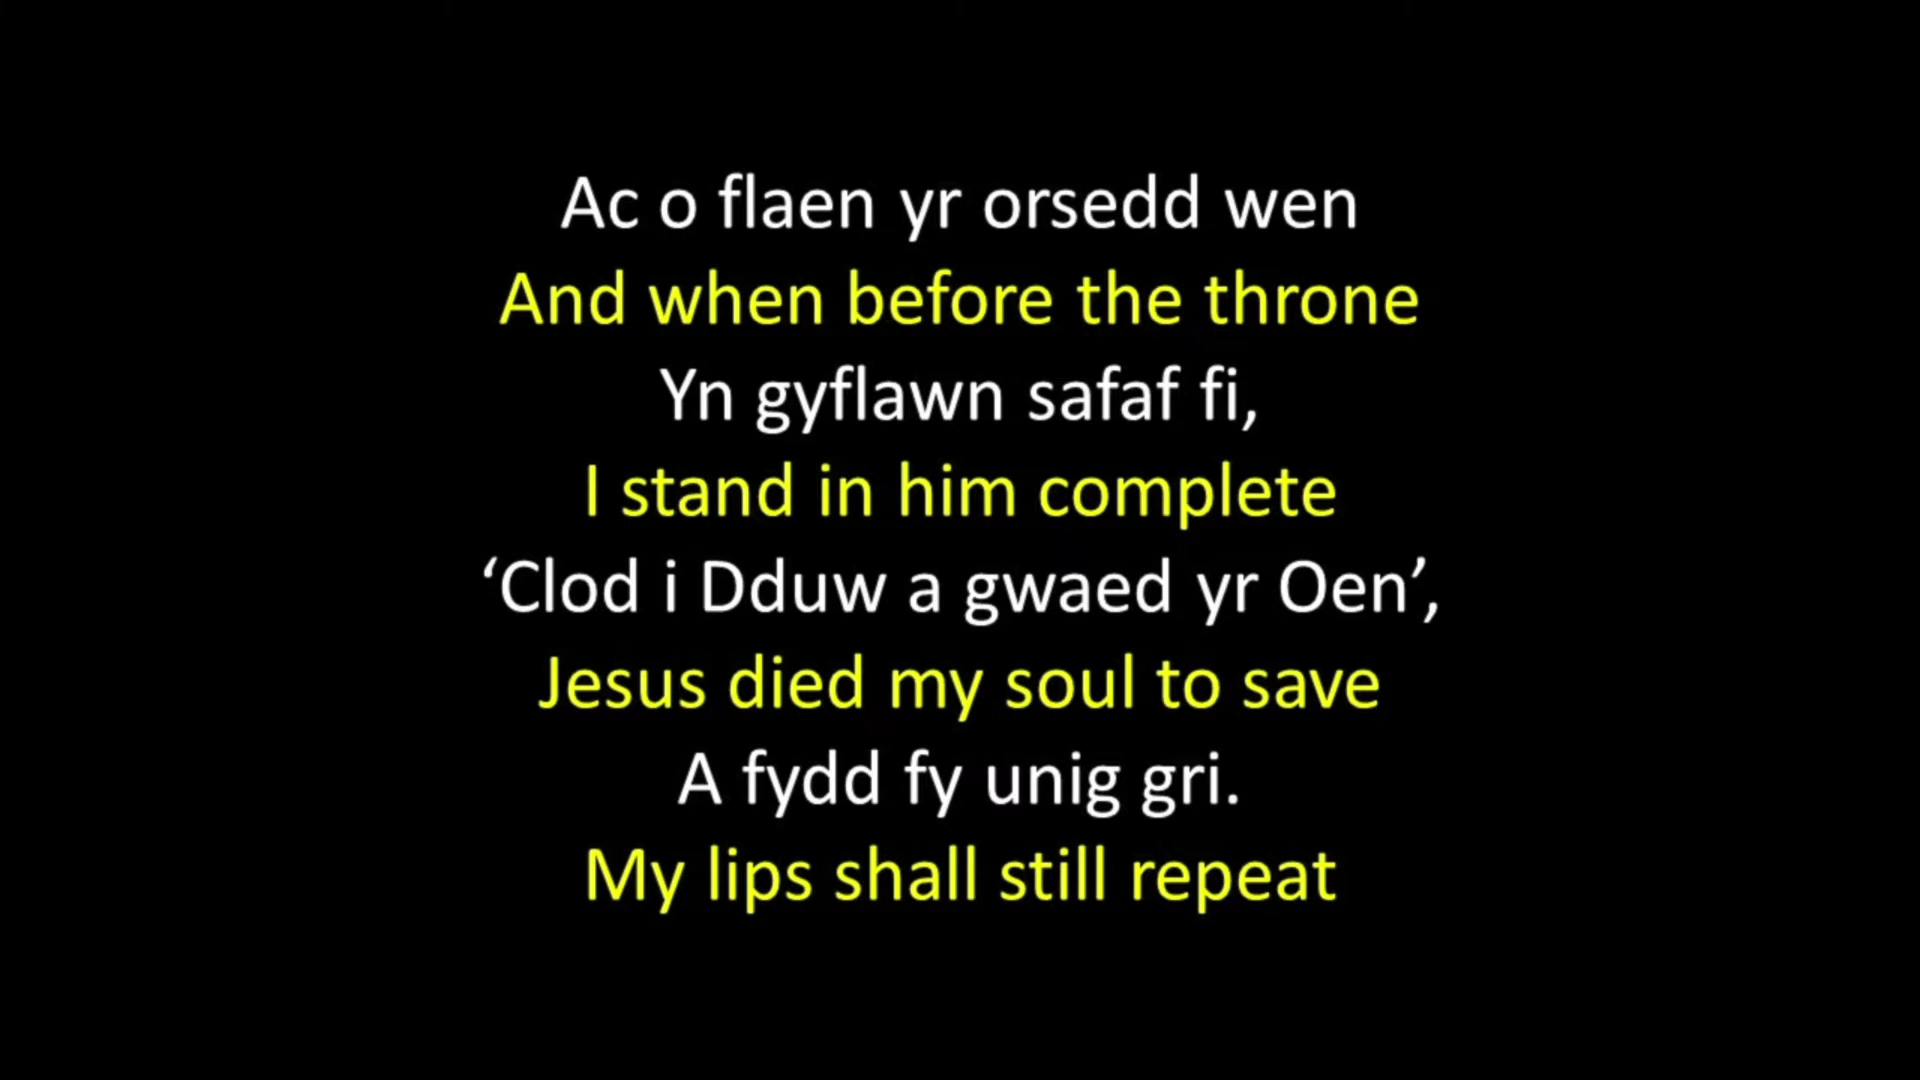 Ac o flaen yr orsedd wen
And when before the throne
Yn gyflawn safaf fi,
I stand in him complete
‘Clod i Dduw a gwaed yr Oen’,
Jesus died my soul to save
A fydd fy unig gri.
My lips shall still repeat